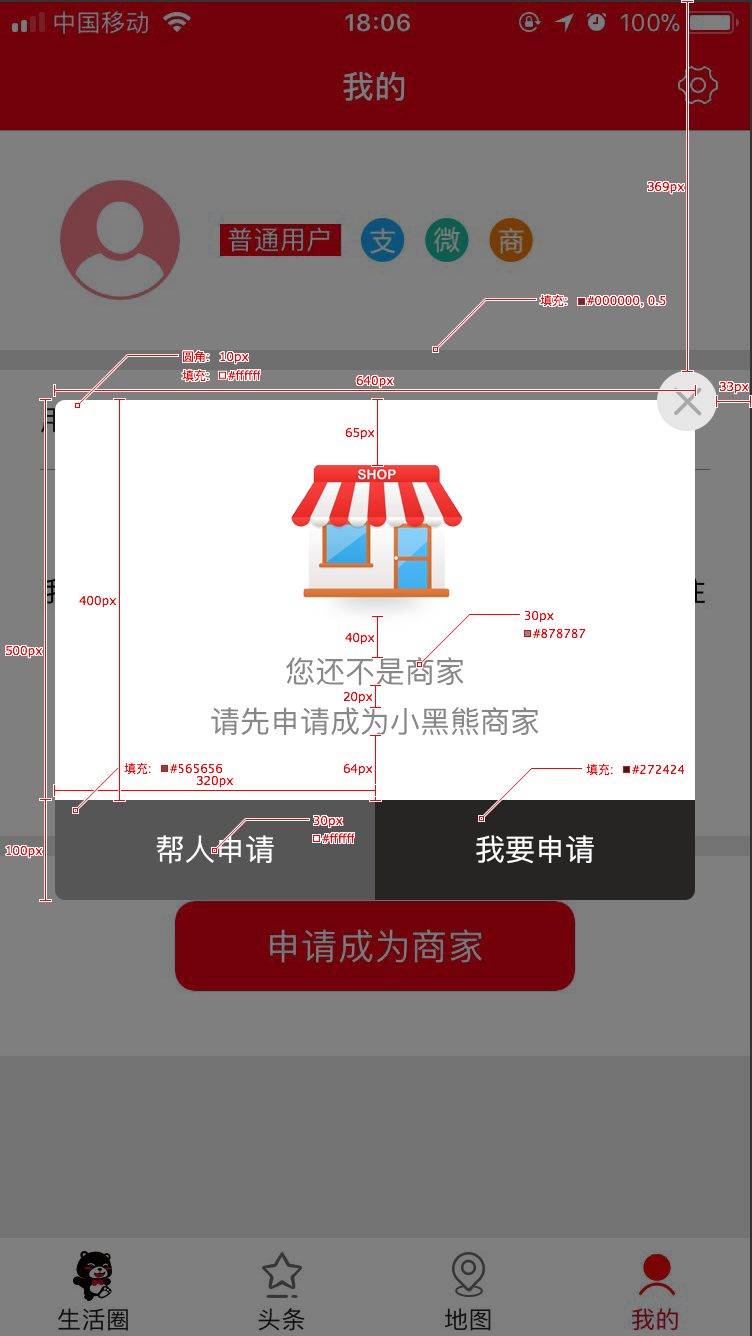 中国移动
18:06
100%
我的
369px
普通用户
支
微
商
填充: #000000, 0.5
圆角: 10px
填充: #ffffff
640px
33px
65px
SHOP
400px
500px
30px
#878787
40px
您还不是商家
20px
请先申请成为小黑熊商家
填充: #565656
320px
64px
填充: #272424
100px
30px
#ffffff
帮人申请
我要申请
申请成为商家
生活圈
头条
地图
我的